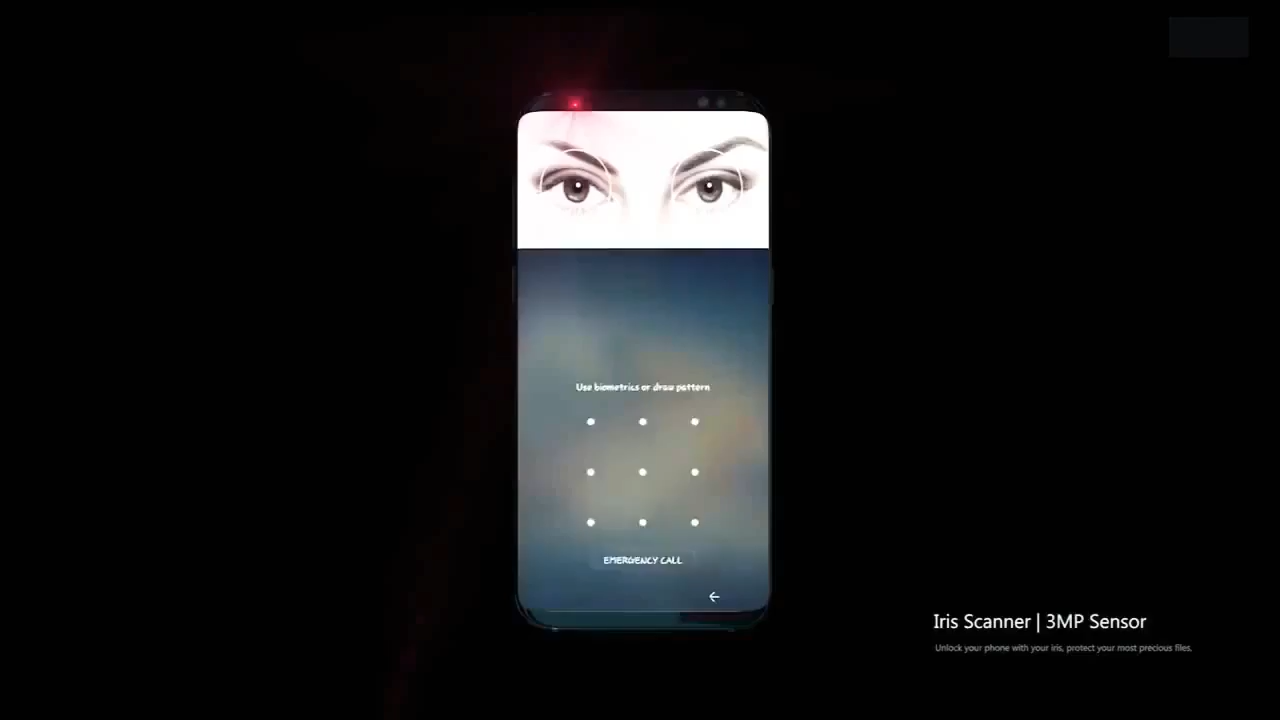 Use biometrics or draw pattern
EMERGENCY CALL
Iris Scanner | 3MP Sensor
Unlock your phone with your iris, protect your most precious files.